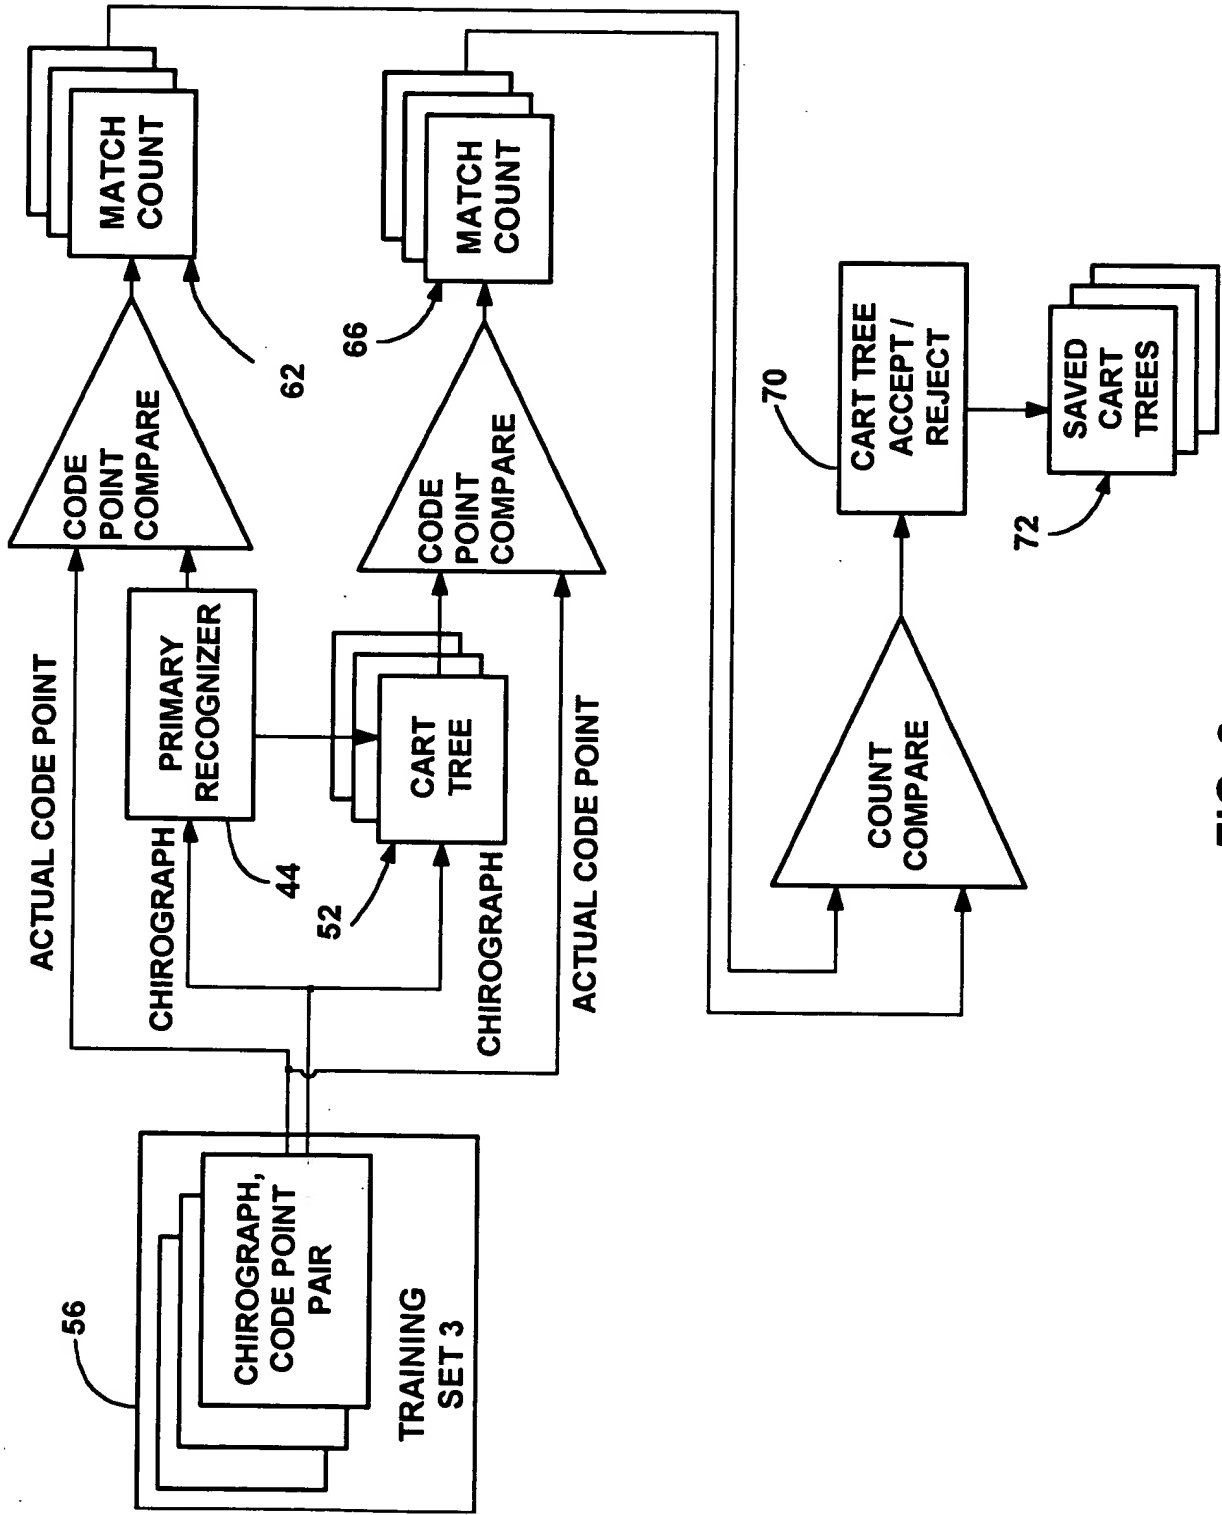 56
CHIROGRAPH,
CODE POINT
PAIR
TRAINING
SET 3
ACTUAL CODE POINT
CHIROGRAPH
44
PRIMARY
RECOGNIZER
CODE
POINT
COMPARE
62
MATCH
COUNT
52
CHIROGRAPH
CART
TREE
ACTUAL CODE POINT
CODE
POINT
COMPARE
66
MATCH
COUNT
COUNT
COMPARE
70
CART TREE
ACCEPT /
REJECT
72
SAVED
CART
TREES